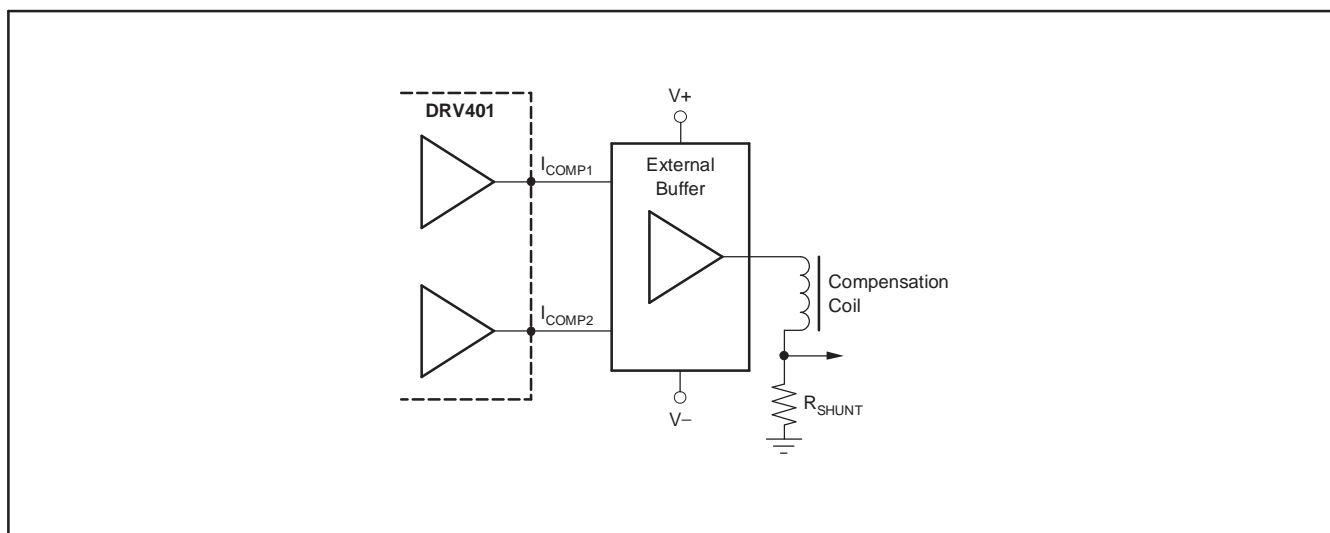 DRV401
V+
I_COMP1
External
Buffer
Compensation
Coil
I_COMP2
R_SHUNT
V−